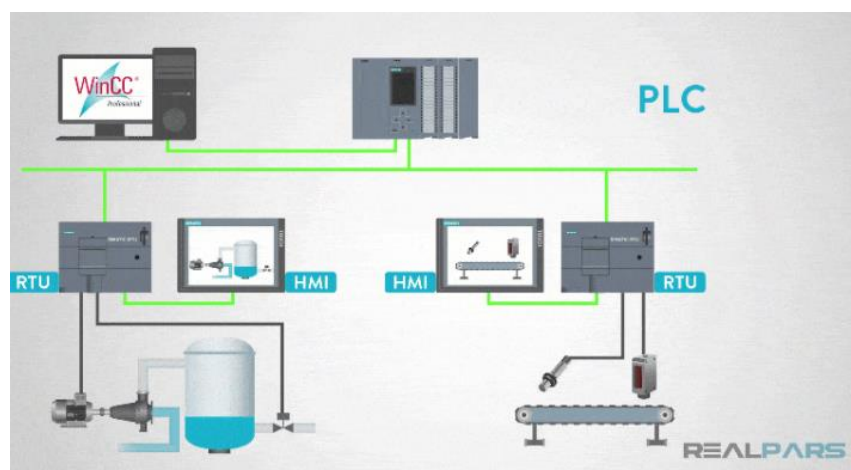 WinCC®
Professional
PLC
RTU
HMI
HMI
RTU
REALPARS